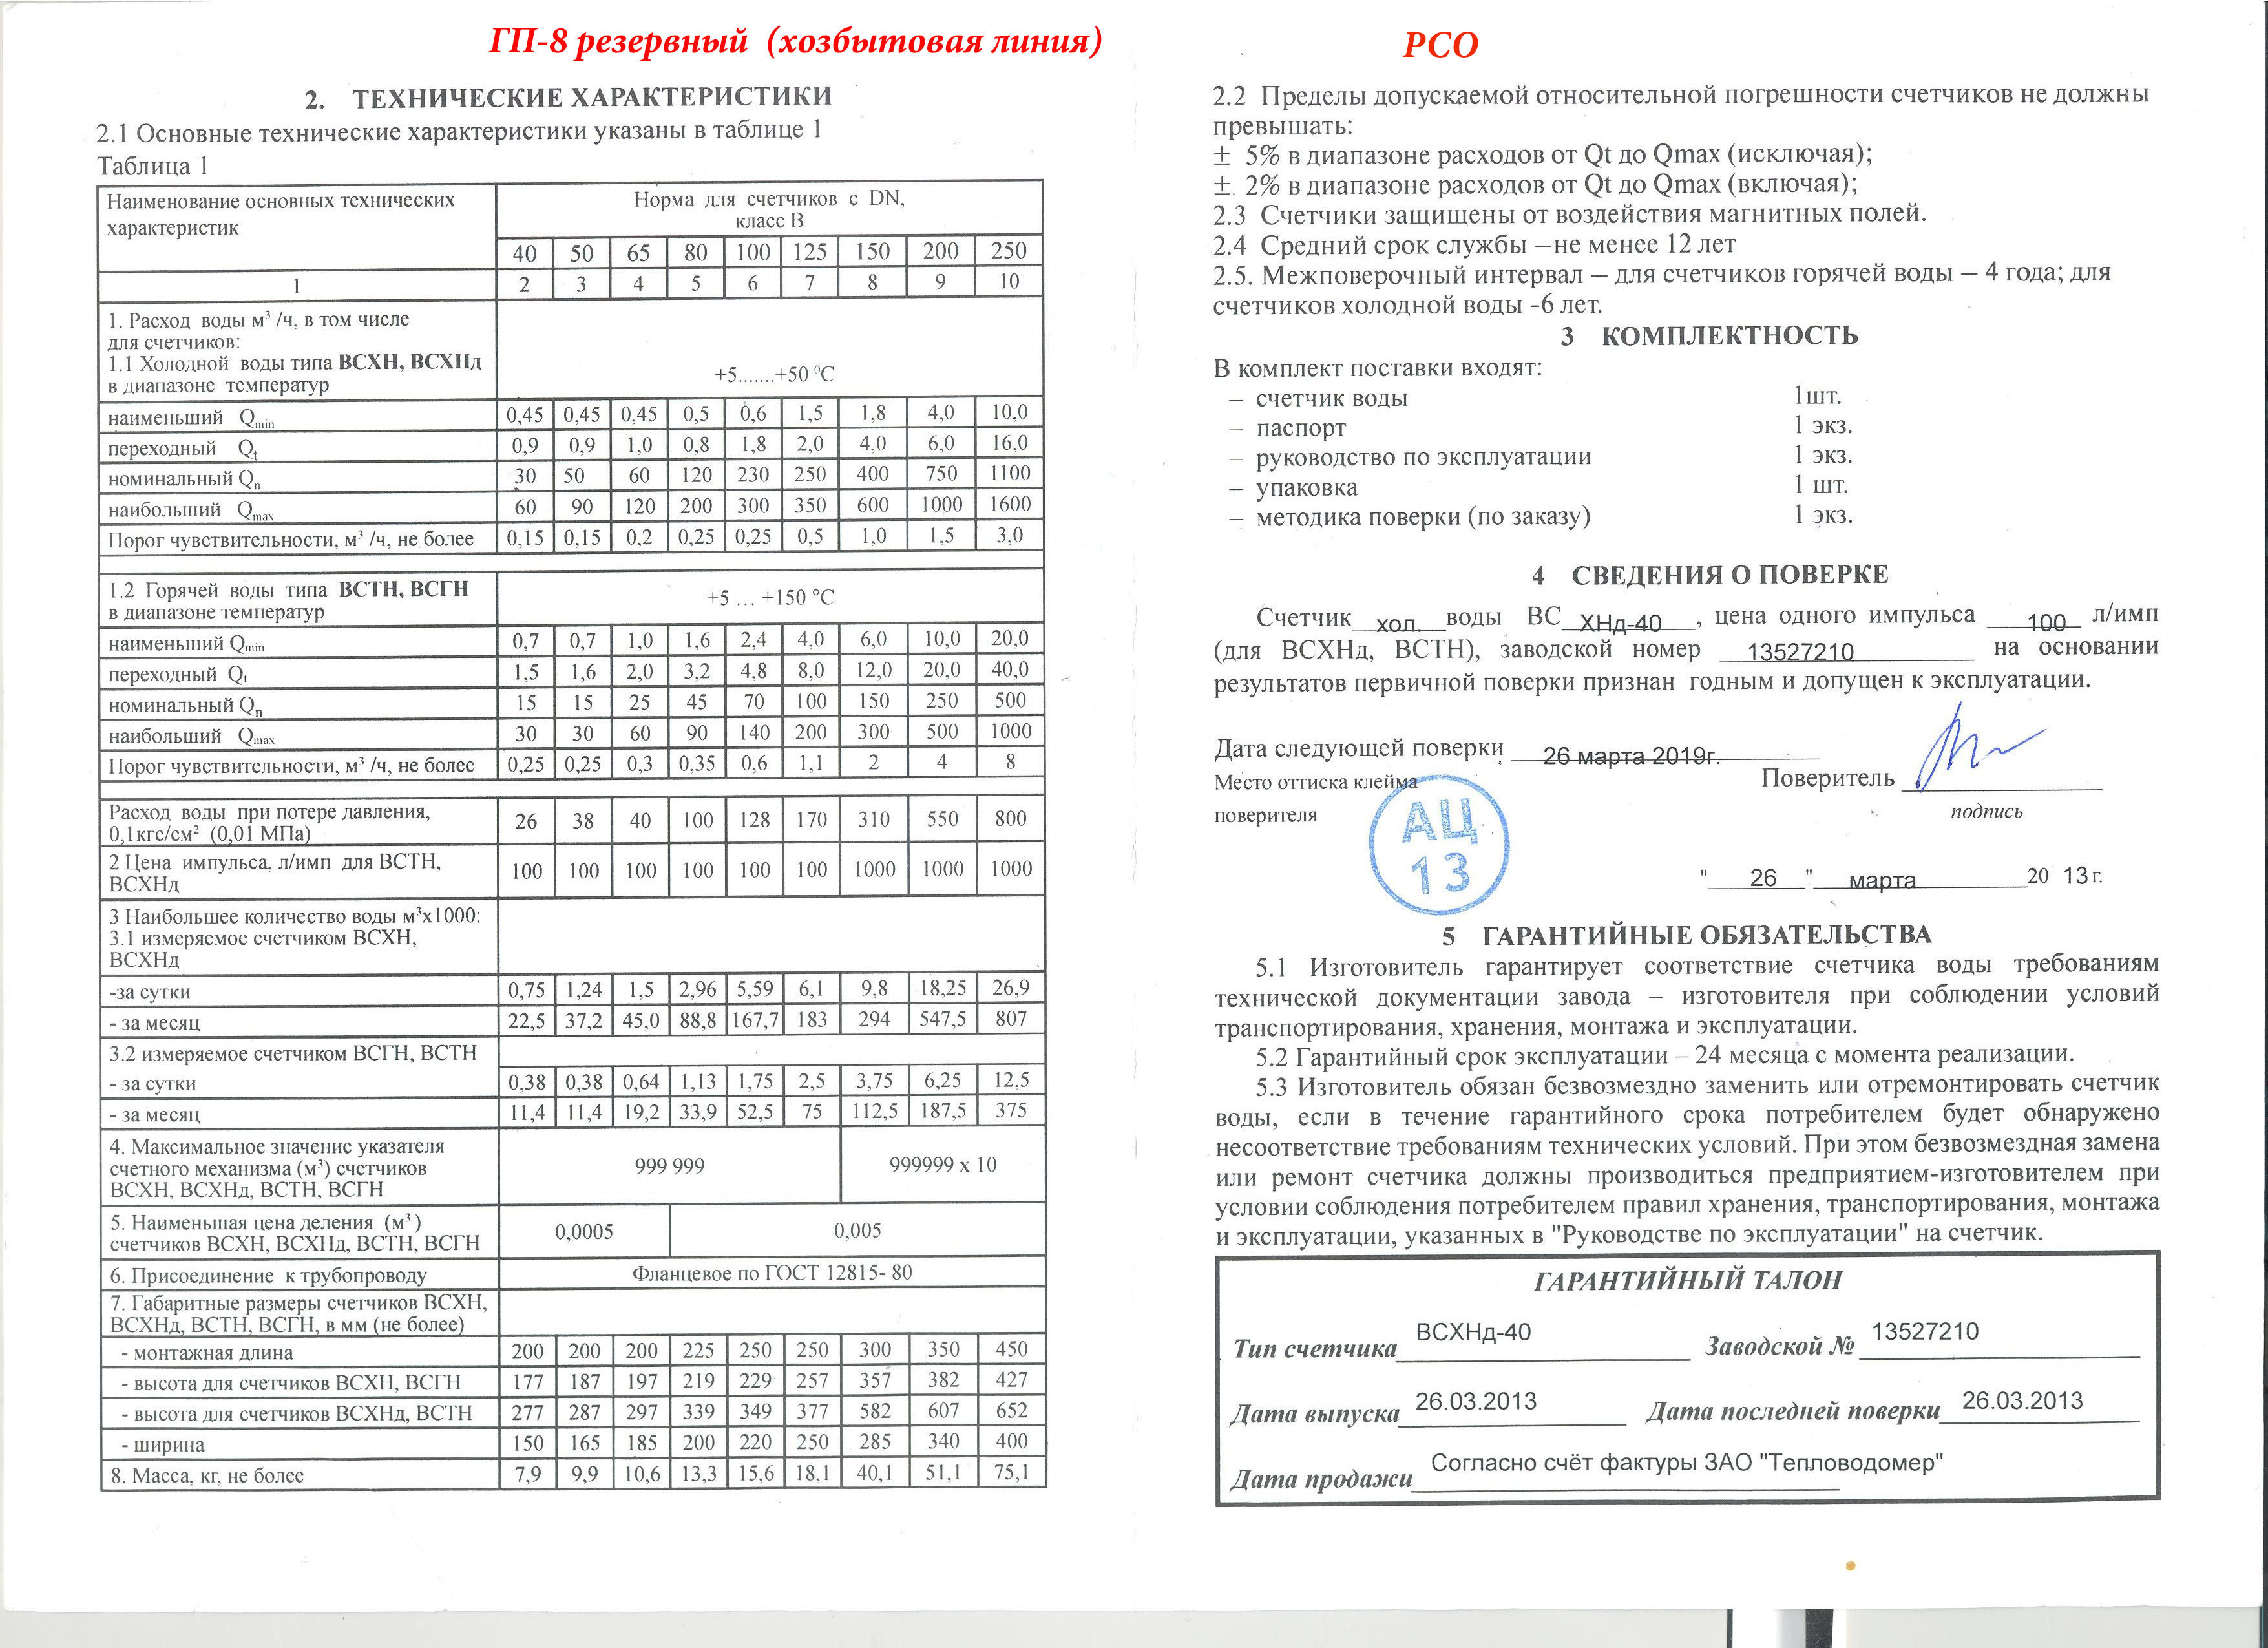 ГП-8 резервный (хозбытовая линия)
РСО
2. ТЕХНИЧЕСКИЕ ХАРАКТЕРИСТИКИ
2.1 Основные технические характеристики указаны в таблице 1
Таблица 1
Наименование основных технических характеристик
Норма для счетчиков с DN,
класс В
40 50 65 80 100 125 150 200 250
1 2 3 4 5 6 7 8 9 10
1. Расход воды м³ /ч, в том числе
для счетчиков:
1.1 Холодной воды типа ВСХН, ВСХНд
в диапазоне температур +5.......+50 ⁰С
наименьший Qmin 0,45 0,45 0,45 0,5 0,6 1,5 1,8 4,0 10,0
переходный Qt 0,9 0,9 1,0 0,8 1,8 2,0 4,0 6,0 16,0
номинальный Qn 30 50 60 120 230 250 400 750 1100
наибольший Qmax 60 90 120 200 300 350 600 1000 1600
Порог чувствительности, м³ /ч, не более 0,15 0,15 0,2 0,25 0,25 0,5 1,0 1,5 3,0
1.2 Горячей воды типа ВСТН, ВСГН
в диапазоне температур +5 … +150 °С
наименьший Qmin 0,7 0,7 1,0 1,6 2,4 4,0 6,0 10,0 20,0
переходный Qt 1,5 1,6 2,0 3,2 4,8 8,0 12,0 20,0 40,0
номинальный Qn 15 15 25 45 70 100 150 250 500
наибольший Qmax 30 30 60 90 140 200 300 500 1000
Порог чувствительности, м³ /ч, не более 0,25 0,25 0,3 0,35 0,6 1,1 2 4 8
Расход воды при потере давления,
0,1кгс/см² (0,01 МПа) 26 38 40 100 128 170 310 550 800
2 Цена импульса, л/имп для ВСТН,
ВСХНд 100 100 100 100 100 100 1000 1000 1000
3 Наибольшее количество воды м³х1000:
3.1 измеряемое счетчиком ВСХН,
ВСХНд
-за сутки 0,75 1,24 1,5 2,96 5,59 6,1 9,8 18,25 26,9
- за месяц 22,5 37,2 45,0 88,8 167,7 183 294 547,5 807
3.2 измеряемое счетчиком ВСГН, ВСТН
- за сутки 0,38 0,38 0,64 1,13 1,75 2,5 3,75 6,25 12,5
- за месяц 11,4 11,4 19,2 33,9 52,5 75 112,5 187,5 375
4. Максимальное значение указателя
счетного механизма (м³) счетчиков
ВСХН, ВСХНд, ВСТН, ВСГН
999 999 999999 х 10
5. Наименьшая цена деления (м³ )
счетчиков ВСХН, ВСХНд, ВСТН, ВСГН
0,0005 0,005
6. Присоединение к трубопроводу Фланцевое по ГОСТ 12815- 80
7. Габаритные размеры счетчиков ВСХН,
ВСХНд, ВСТН, ВСГН, в мм (не более)
- монтажная длина 200 200 200 225 250 250 300 350 450
- высота для счетчиков ВСХН, ВСГН 177 187 197 219 229 257 357 382 427
- высота для счетчиков ВСХНд, ВСТН 277 287 297 339 349 377 582 607 652
- ширина 150 165 185 200 220 250 285 340 400
8. Масса, кг, не более 7,9 9,9 10,6 13,3 15,6 18,1 40,1 51,1 75,1
2.2 Пределы допускаемой относительной погрешности счетчиков не должны
превышать:
± 5% в диапазоне расходов от Qt до Qmax (исключая);
± 2% в диапазоне расходов от Qt до Qmax (включая);
2.3 Счетчики защищены от воздействия магнитных полей.
2.4 Средний срок службы –не менее 12 лет
2.5. Межповерочный интервал – для счетчиков горячей воды – 4 года; для
счетчиков холодной воды -6 лет.
3 КОМПЛЕКТНОСТЬ
В комплект поставки входят:
– счетчик воды 1шт.
– паспорт 1 экз.
– руководство по эксплуатации 1 экз.
– упаковка 1 шт.
– методика поверки (по заказу) 1 экз.
4 СВЕДЕНИЯ О ПОВЕРКЕ
Счетчик хол. воды ВС ХНд-40 , цена одного импульса 100 л/имп
(для ВСХНд, ВСТН), заводской номер 13527210 на основании
результатов первичной поверки признан годным и допущен к эксплуатации.
Дата следующей поверки 26 марта 2019г.
Место оттиска клейма
поверителя
Поверитель
подпись
АЦ
13
" 26 " марта 20 13 г.
5 ГАРАНТИЙНЫЕ ОБЯЗАТЕЛЬСТВА
5.1 Изготовитель гарантирует соответствие счетчика воды требованиям
технической документации завода – изготовителя при соблюдении условий
транспортирования, хранения, монтажа и эксплуатации.
5.2 Гарантийный срок эксплуатации – 24 месяца с момента реализации.
5.3 Изготовитель обязан безвозмездно заменить или отремонтировать счетчик
воды, если в течение гарантийного срока потребителем будет обнаружено
несоответствие требованиям технических условий. При этом безвозмездная замена
или ремонт счетчика должны производиться предприятием-изготовителем при
условии соблюдения потребителем правил хранения, транспортирования, монтажа
и эксплуатации, указанных в "Руководстве по эксплуатации" на счетчик.
ГАРАНТИЙНЫЙ ТАЛОН
Тип счетчика ВСХНд-40 Заводской № 13527210
Дата выпуска 26.03.2013 Дата последней поверки 26.03.2013
Дата продажи Согласно счёт фактуры ЗАО "Тепловодомер"